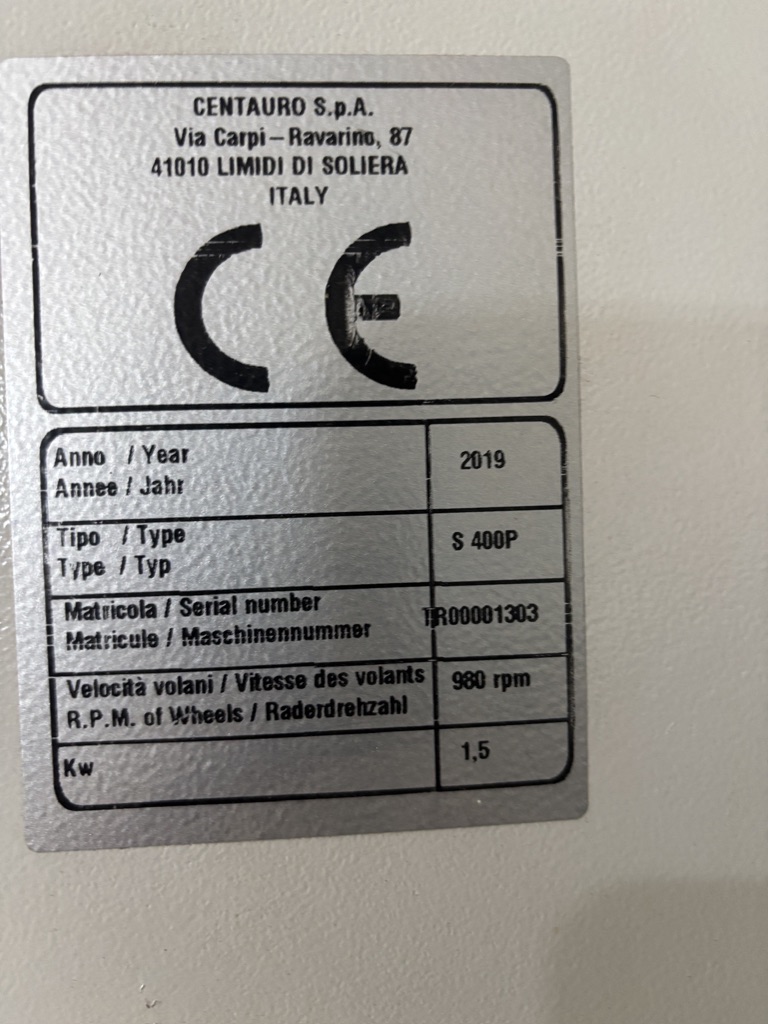 CENTAURO S.p.A.
Via Carpi – Ravarino, 87
41010 LIMIDI DI SOLIERA
ITALY
CE
Anno / Year
Annee / Jahr
2019
Tipo / Type
Type / Typ
S 400P
Matricola / Serial number
Matricule / Maschinennummer
TR00001303
Velocità volani / Vitesse des volants
R.P.M. of Wheels / Raderdrehzahl
980 rpm
Kw
1,5